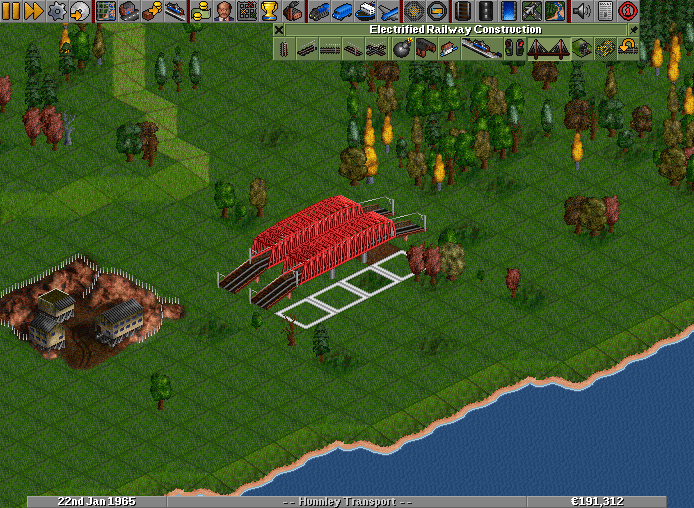 Electrified Railway Construction
22nd Jan 1965
-- Hunnley Transport --
€191,312